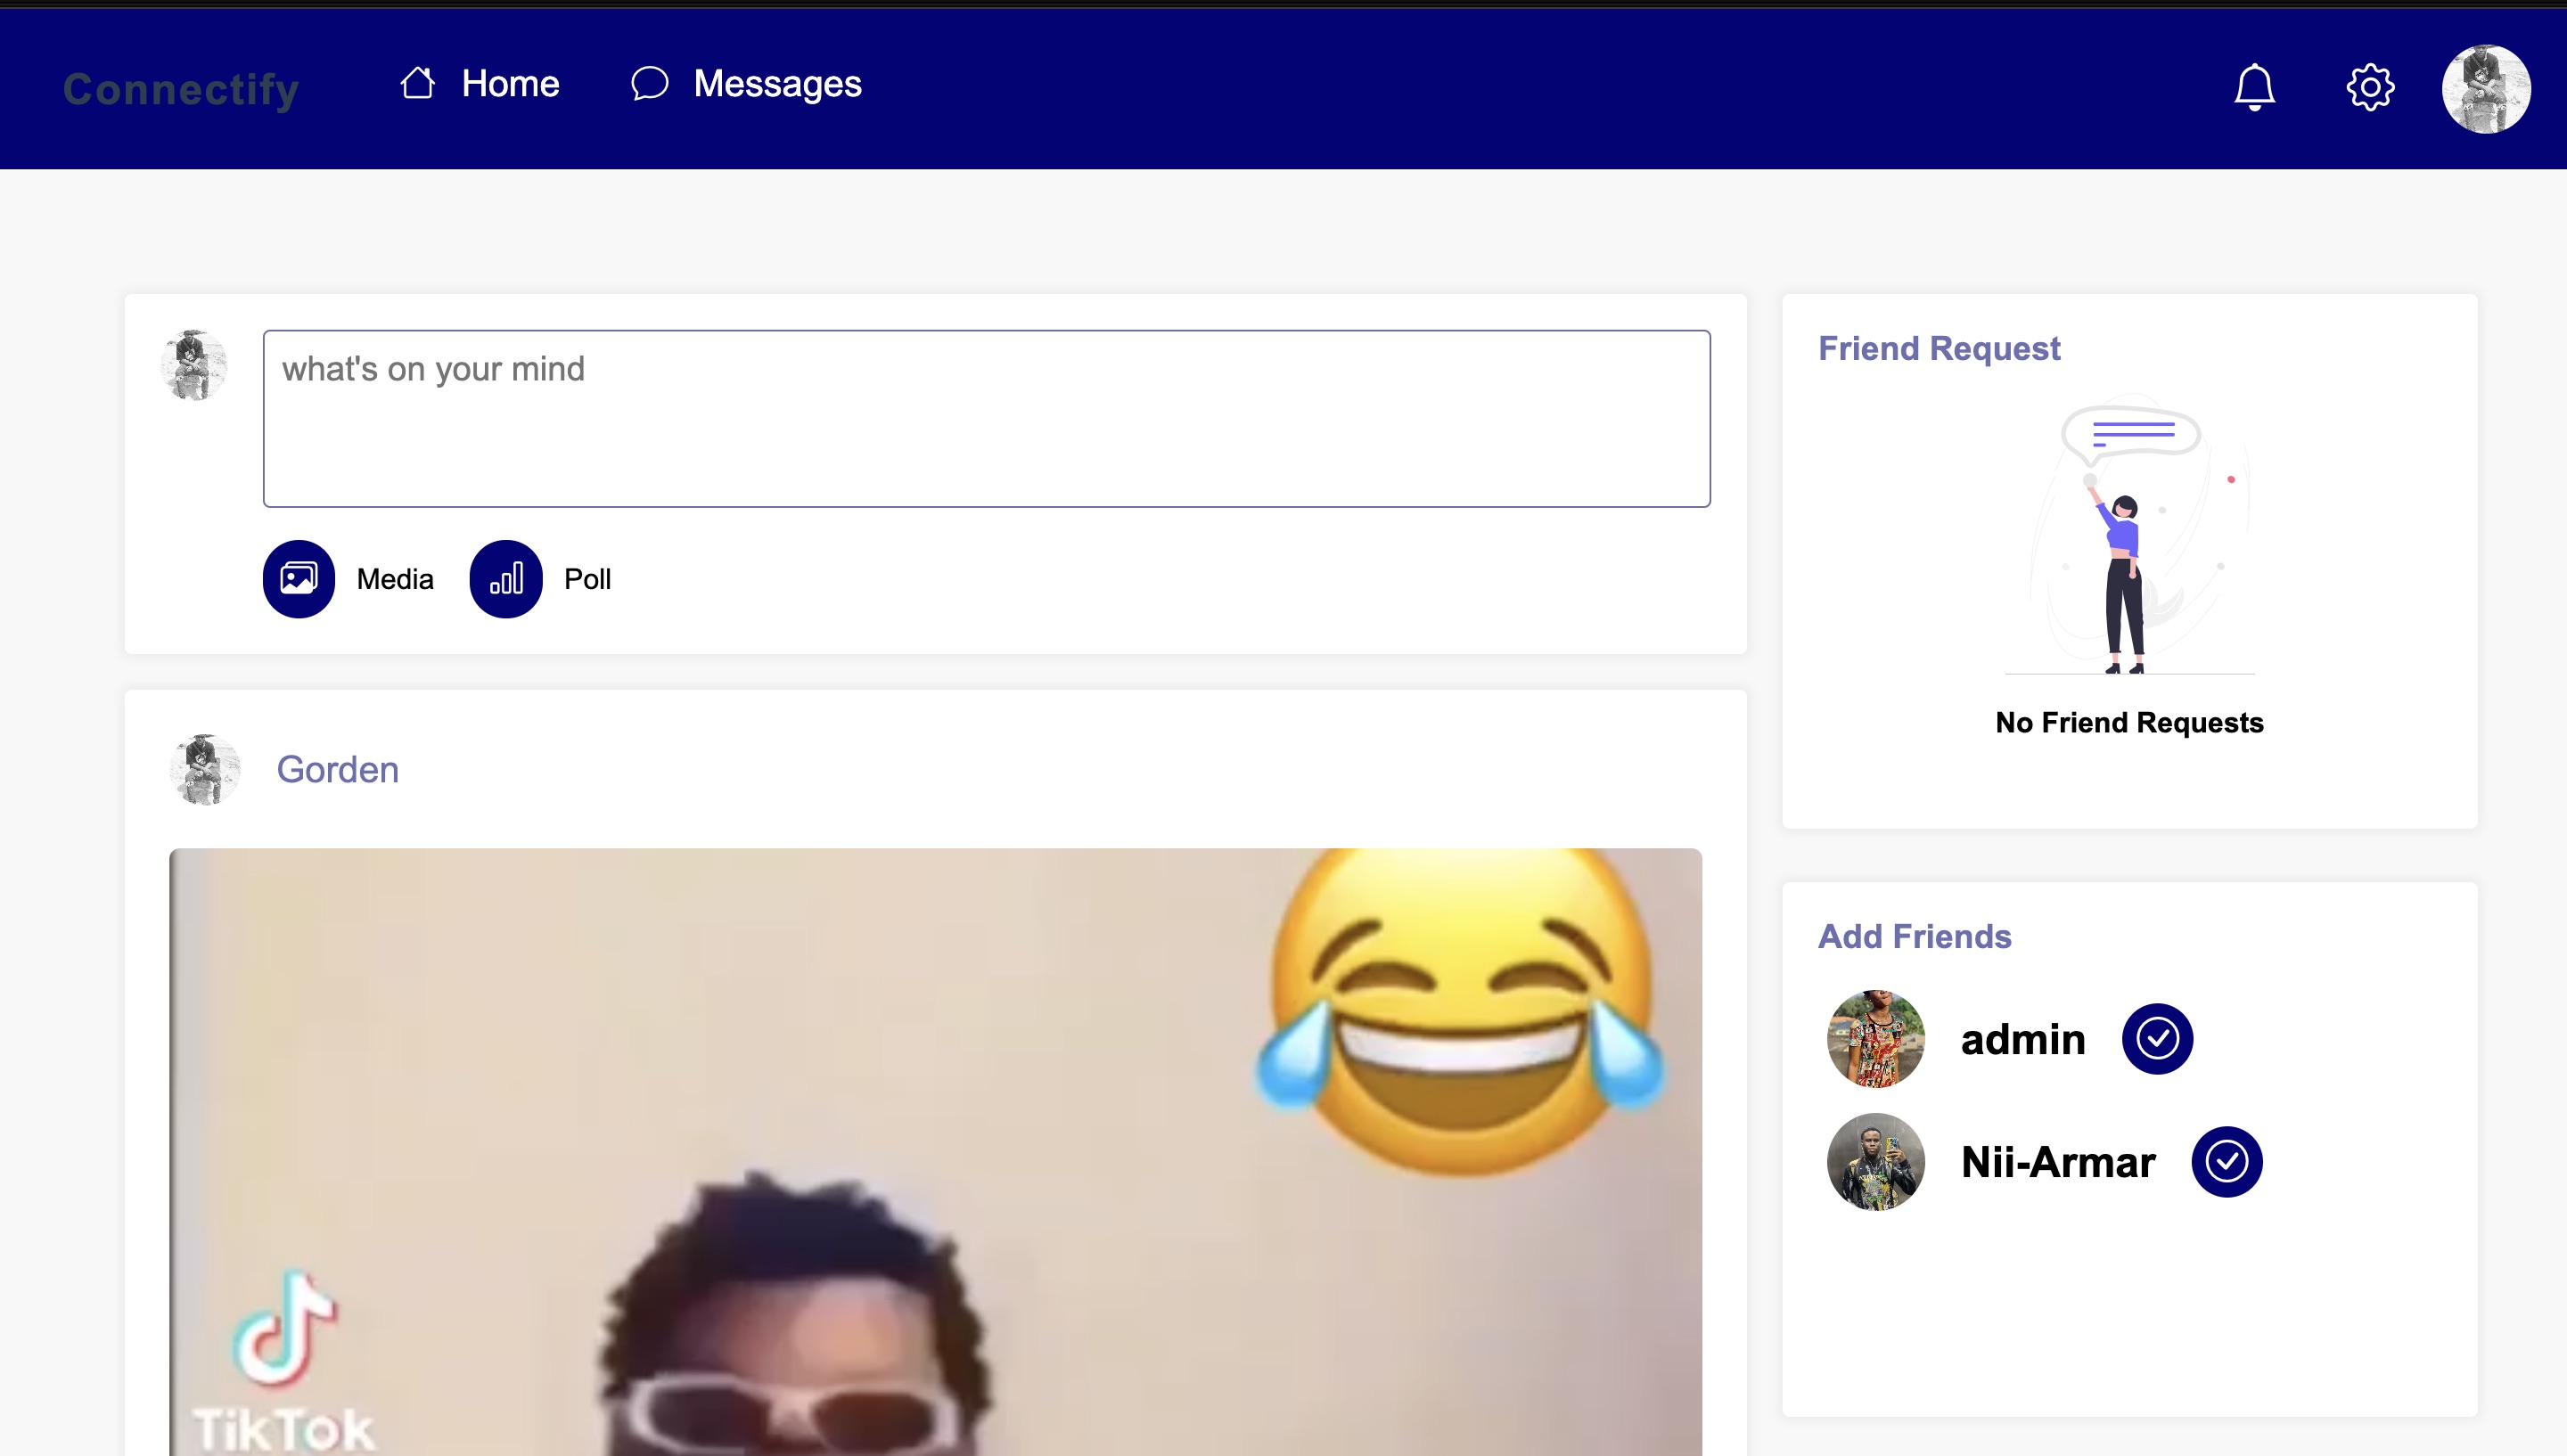 Connectify
Home
Messages
what's on your mind
Media
Poll
Friend Request
No Friend Requests
Gorden
TikTok
Add Friends
admin
Nii-Armar